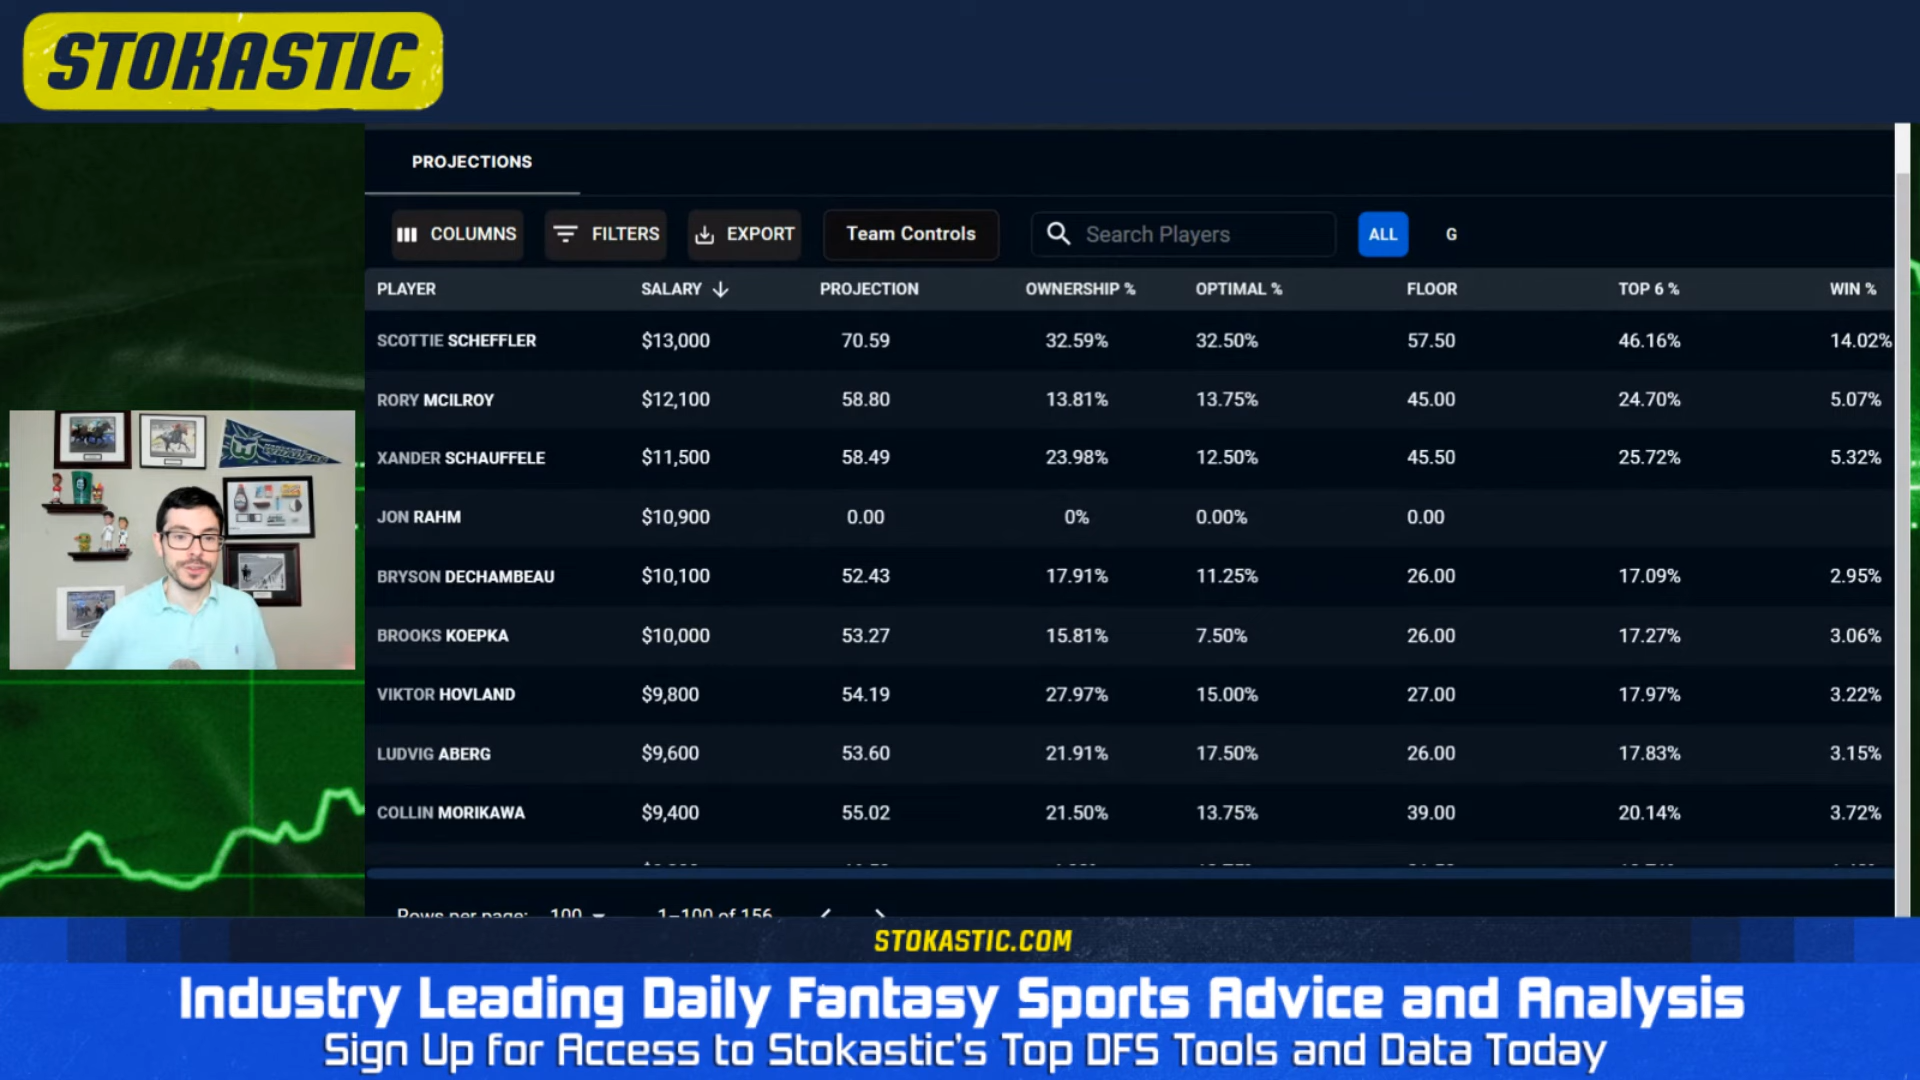 STOKASTIC
PROJECTIONS
COLUMNS FILTERS EXPORT Team Controls Search Players ALL G
PLAYER SALARY PROJECTION OWNERSHIP % OPTIMAL % FLOOR TOP 6 % WIN %
SCOTTIE SCHEFFLER $13,000 70.59 32.59% 32.50% 57.50 46.16% 14.02%
RORY MCILROY $12,100 58.80 13.81% 13.75% 45.00 24.70% 5.07%
XANDER SCHAUFFELE $11,500 58.49 23.98% 12.50% 45.50 25.72% 5.32%
JON RAHM $10,900 0.00 0% 0.00% 0.00
BRYSON DECHAMBEAU $10,100 52.43 17.91% 11.25% 26.00 17.09% 2.95%
BROOKS KOEPKA $10,000 53.27 15.81% 7.50% 26.00 17.27% 3.06%
VIKTOR HOVLAND $9,800 54.19 27.97% 15.00% 27.00 17.97% 3.22%
LUDVIG ABERG $9,600 53.60 21.91% 17.50% 26.00 17.83% 3.15%
COLLIN MORIKAWA $9,400 55.02 21.50% 13.75% 39.00 20.14% 3.72%
Rows per page: 100 1–100 of 156
STOKASTIC.COM
Industry Leading Daily Fantasy Sports Advice and Analysis
Sign Up for Access to Stokastic's Top DFS Tools and Data Today